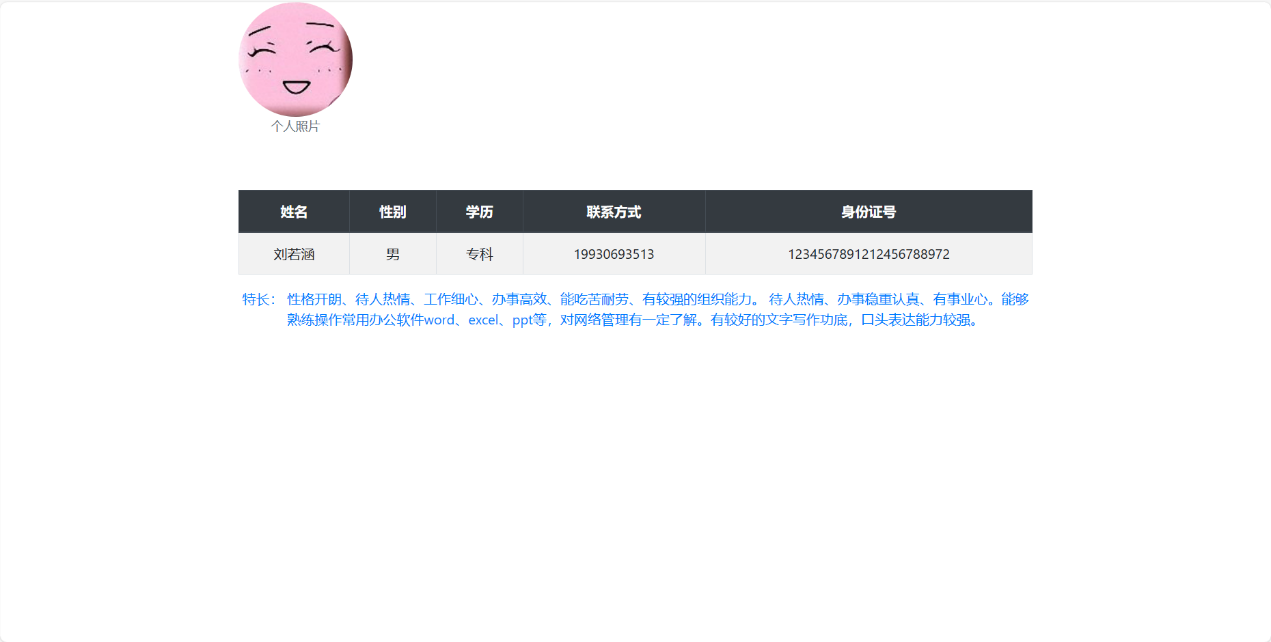 个人照片
姓名 性别 学历 联系方式 身份证号
刘若涵 男 专科 19930693513 1234567891212456788972
特长： 性格开朗、待人热情、工作细心、办事高效、能吃苦耐劳、有较强的组织能力。 待人热情、办事稳重认真、有事业心。能够
熟练操作常用办公软件word、excel、ppt等，对网络管理有一定了解。有较好的文字写作功底，口头表达能力较强。